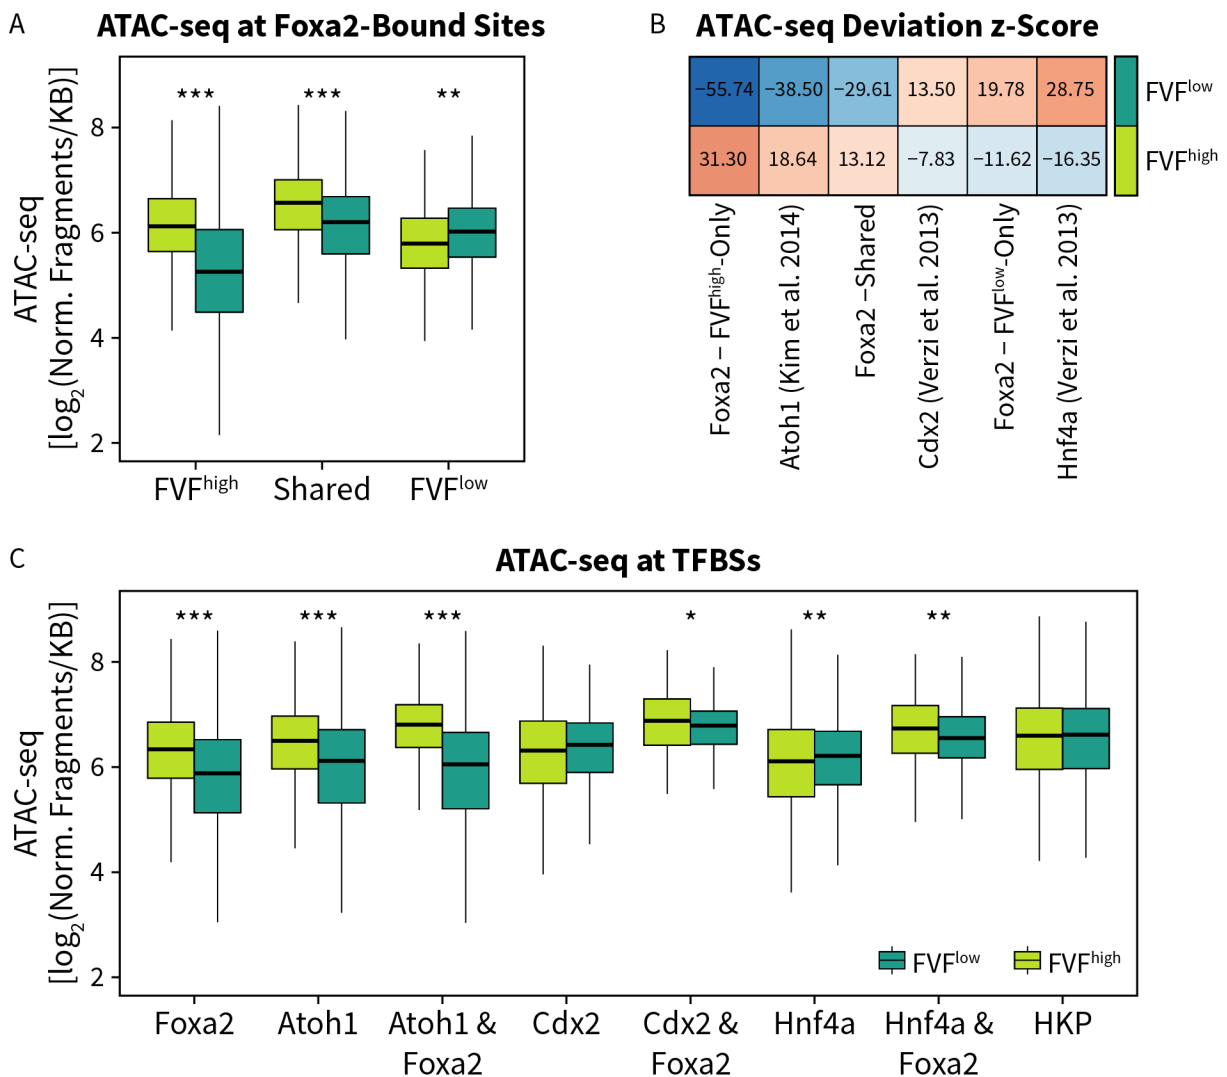 A
ATAC-seq at Foxa2-Bound Sites
ATAC-seq
[log2(Norm. Fragments/KB)]
8
6
4
2
*** *** **
FVFhigh Shared FVFlow
B
ATAC-seq Deviation z-Score
−55.74 −38.50 −29.61 13.50 19.78 28.75 FVFlow
31.30 18.64 13.12 −7.83 −11.62 −16.35 FVFhigh
Foxa2 – FVFhigh-Only
Atoh1 (Kim et al. 2014)
Foxa2 –Shared
Cdx2 (Verzi et al. 2013)
Foxa2 – FVFlow-Only
Hnf4a (Verzi et al. 2013)
C
ATAC-seq at TFBSs
ATAC-seq
[log2(Norm. Fragments/KB)]
8
6
4
2
*** *** *** * ** **
FVFlow FVFhigh
Foxa2
Atoh1
Atoh1 &
Foxa2
Cdx2
Cdx2 &
Foxa2
Hnf4a
Hnf4a &
Foxa2
HKP